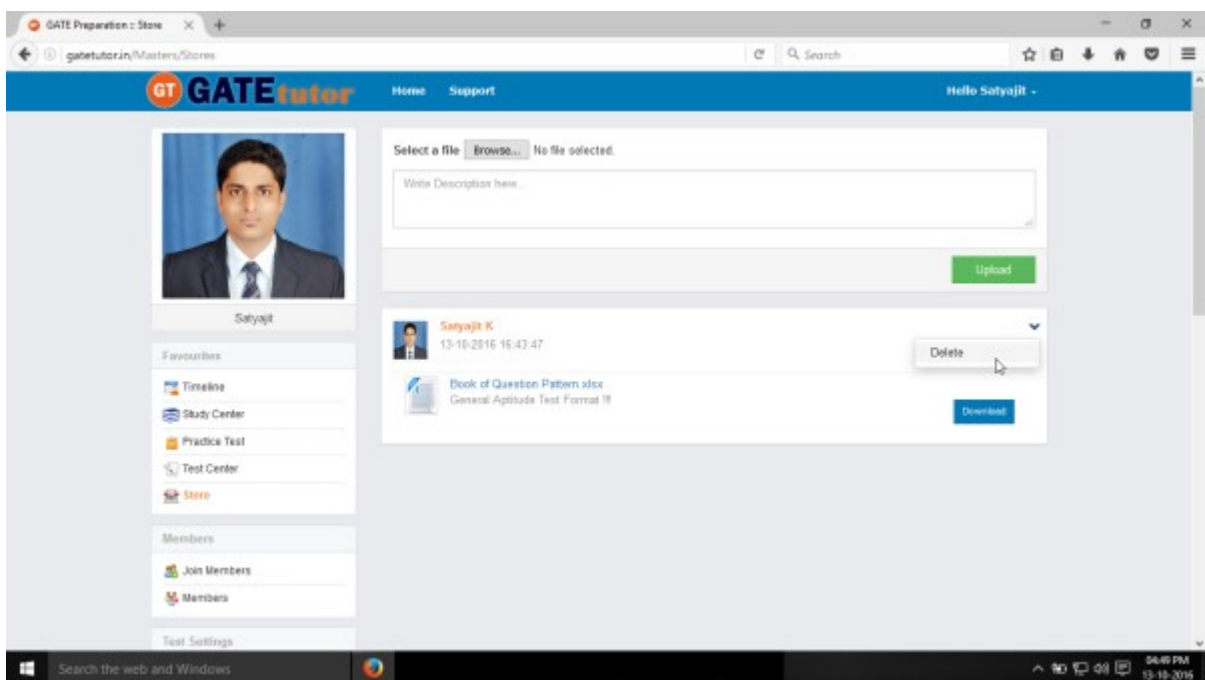 GATE Preparation :: Store
gatetutor.in/Masters/Stores
Search
GT GATEtutor
Home Support
Hello Satyajit
Select a file Browse... No file selected.
Write Description here...
Upload
Satyajit
Satyajit K
13-10-2016 16:43:47
Delete
Book of Question Pattern.xlsx
General Aptitude Test Format !!!
Download
Favourites
Timeline
Study Center
Practice Test
Test Center
Store
Members
Join Members
Members
Test Settings
Search the web and Windows
04:49 PM
13-10-2016